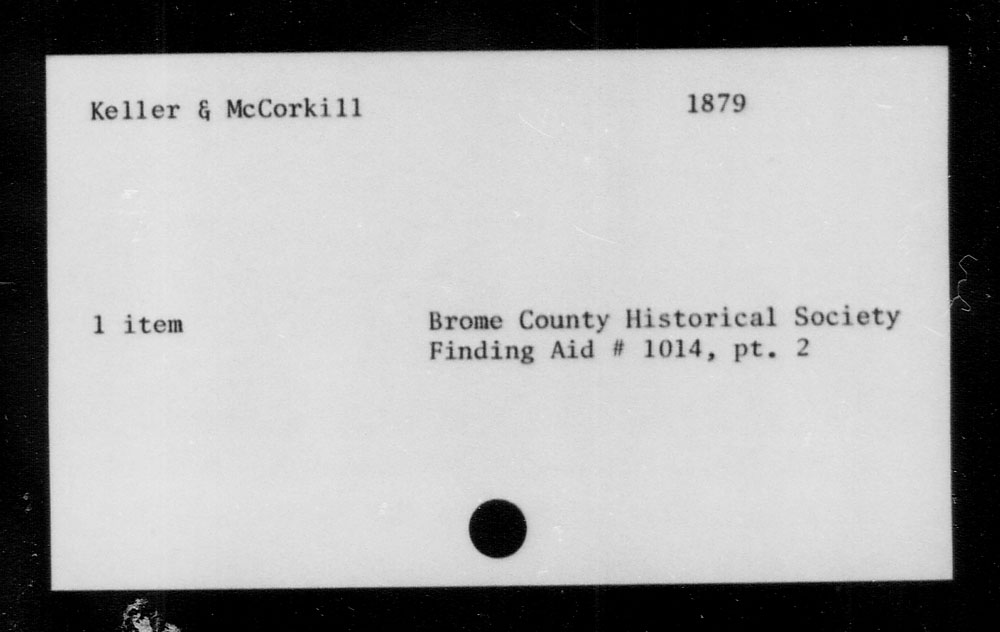 Keller & McCorkill 1879
1 item Brome County Historical Society
Finding Aid # 1014, pt. 2